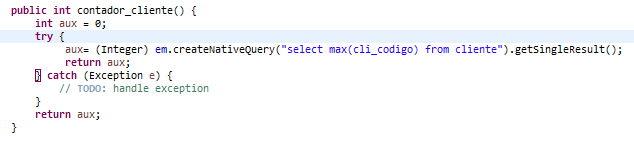 public int contador_cliente() {
    int aux = 0;
    try {
         aux= (Integer) em.createNativeQuery("select max(cli_codigo) from cliente").getSingleResult();
         return aux;
    } catch (Exception e) {
        // TODO: handle exception
    }
    return aux;
}